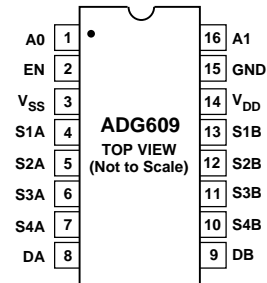 A0 1 16 A1
EN 2 15 GND
VSS 3 14 VDD
S1A 4 ADG609 13 S1B
S2A 5 TOP VIEW 12 S2B
S3A 6 (Not to Scale) 11 S3B
S4A 7 10 S4B
DA 8 9 DB